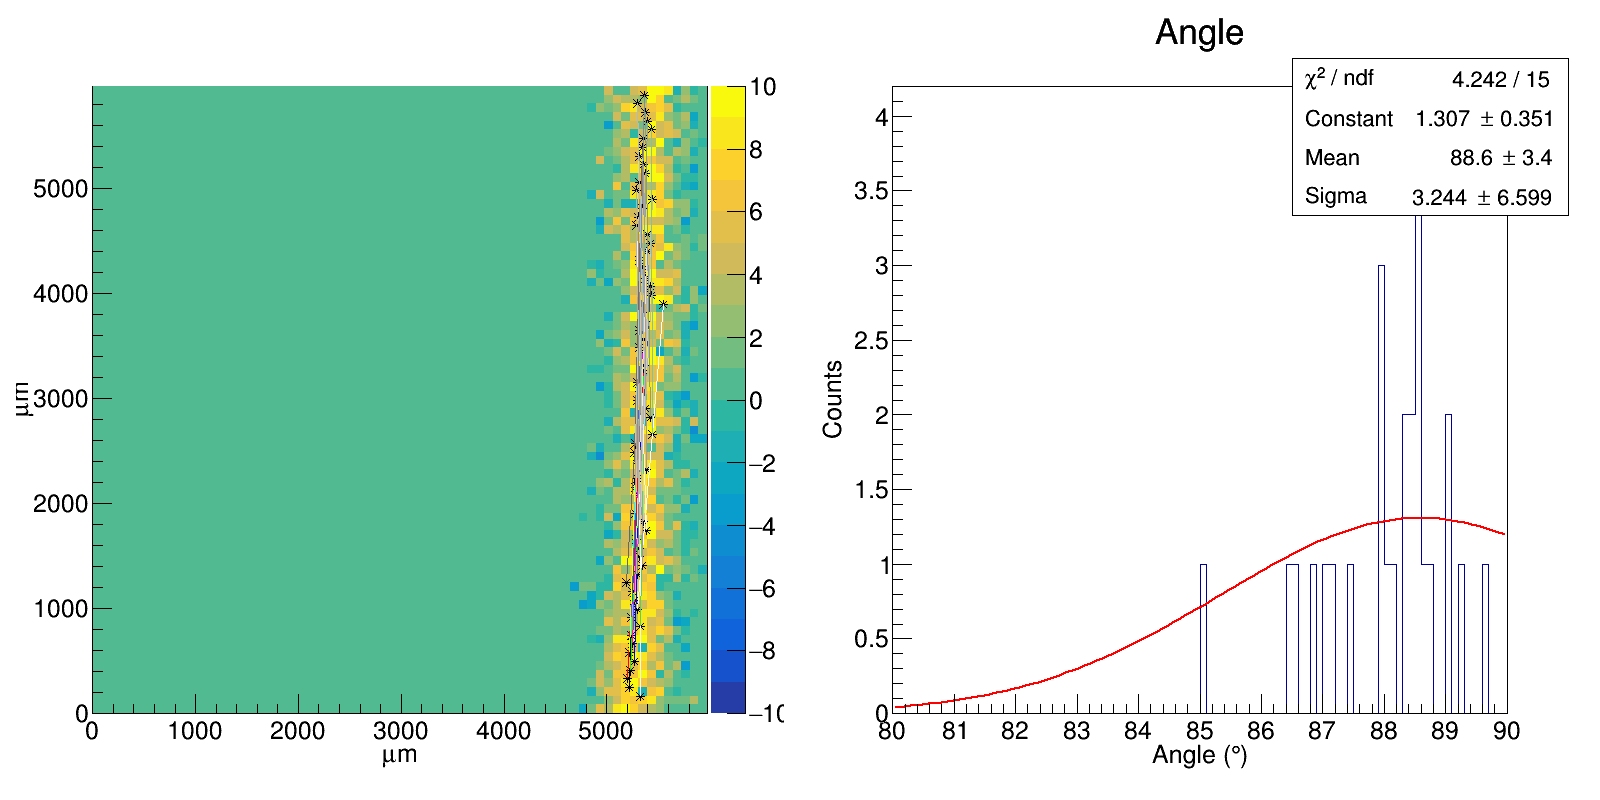 Angle
χ² / ndf 4.242 / 15
Constant 1.307 ± 0.351
Mean 88.6 ± 3.4
Sigma 3.244 ± 6.599
μm
5000
4000
3000
2000
1000
0
0 1000 2000 3000 4000 5000
μm
10
8
6
4
2
0
−2
−4
−6
−8
−10
Counts
4
3.5
3
2.5
2
1.5
1
0.5
0
80 81 82 83 84 85 86 87 88 89 90
Angle (°)